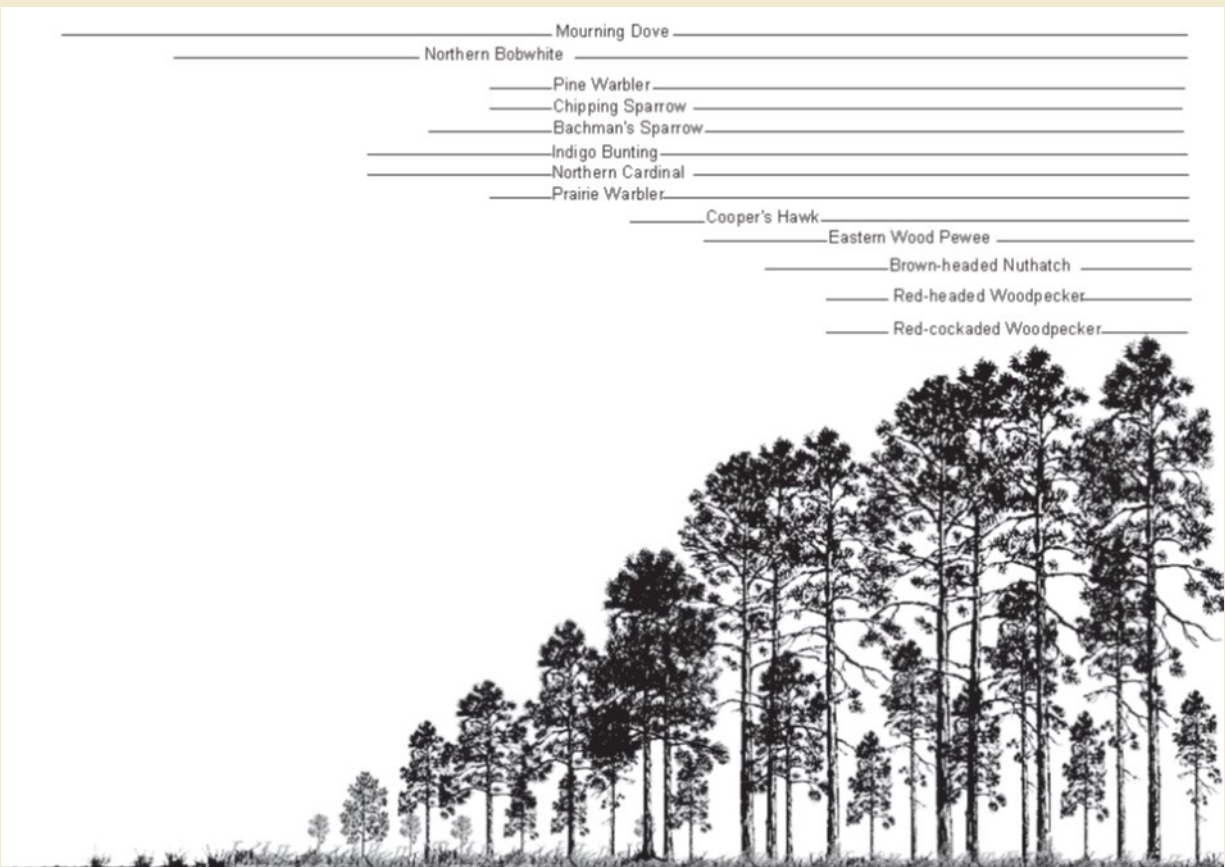 Mourning Dove
Northern Bobwhite
Pine Warbler
Chipping Sparrow
Bachman's Sparrow
Indigo Bunting
Northern Cardinal
Prairie Warbler
Cooper's Hawk
Eastern Wood Pewee
Brown-headed Nuthatch
Red-headed Woodpecker
Red-cockaded Woodpecker